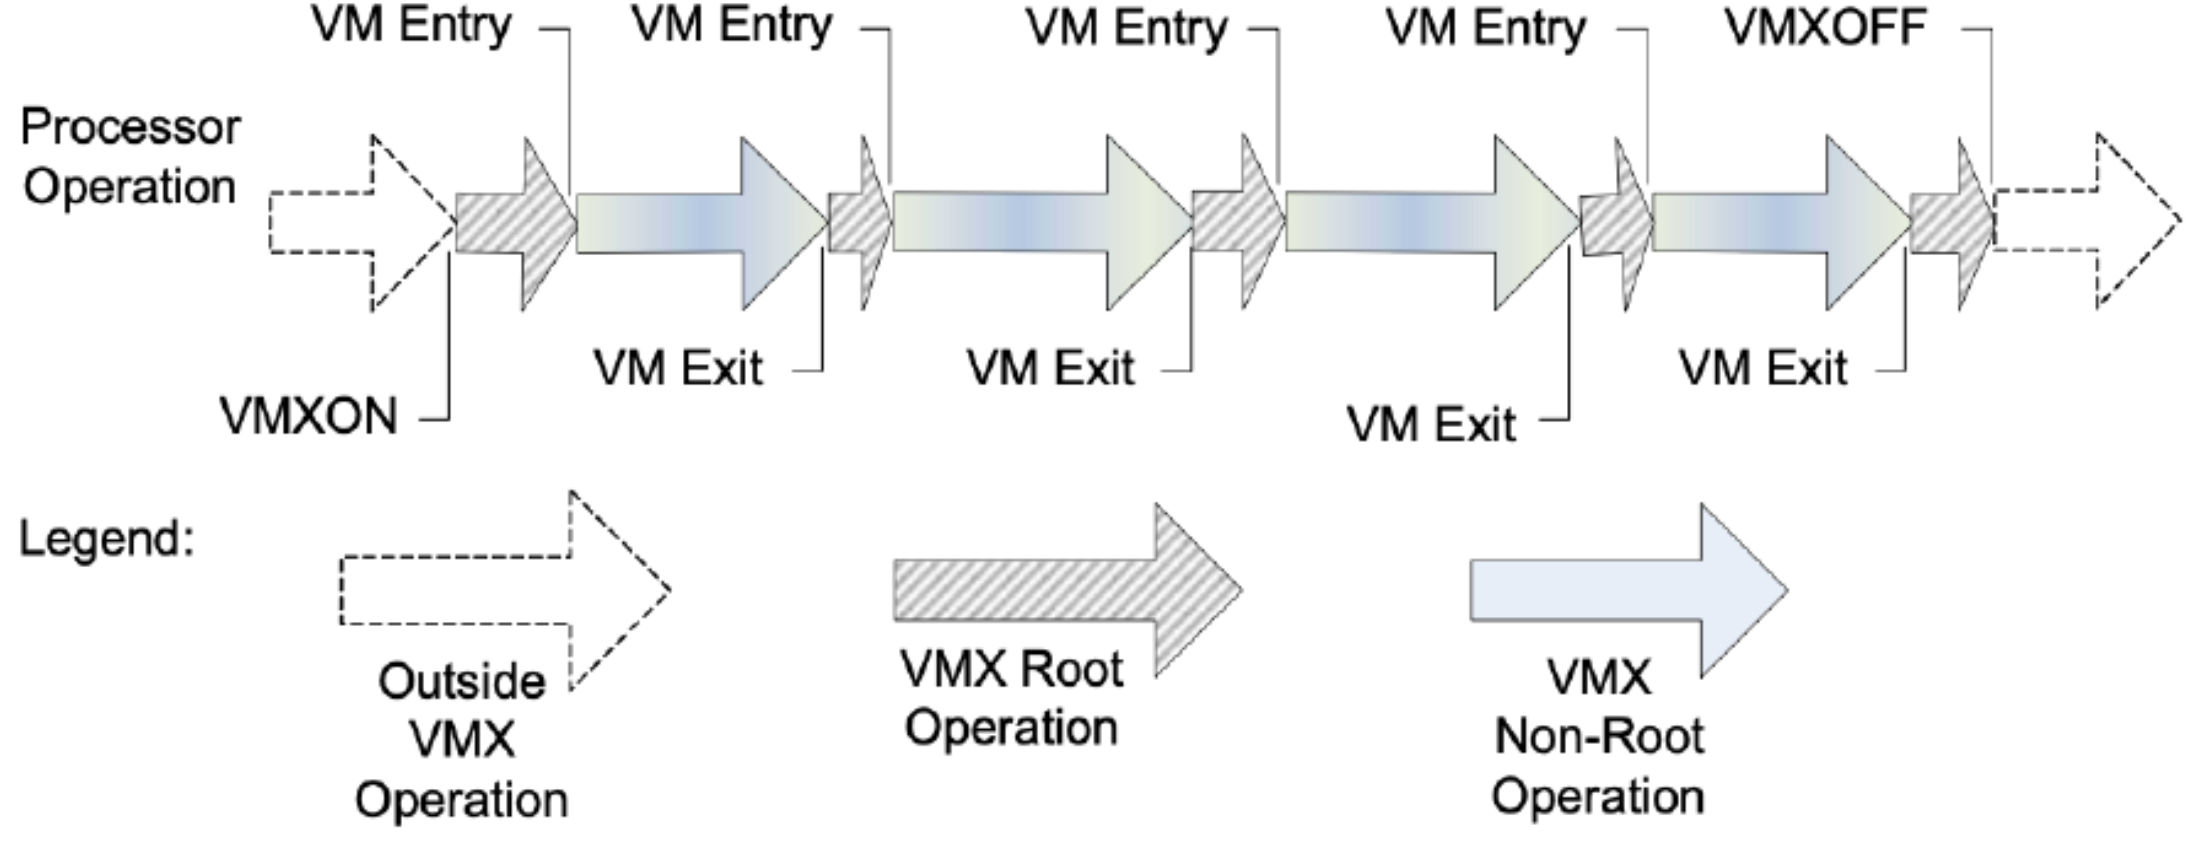 VM Entry
VM Entry
VM Entry
VM Entry
VMXOFF
Processor
Operation
VM Exit
VM Exit
VM Exit
VMXON
VM Exit
Legend:
Outside
VMX
Operation
VMX Root
Operation
VMX
Non-Root
Operation